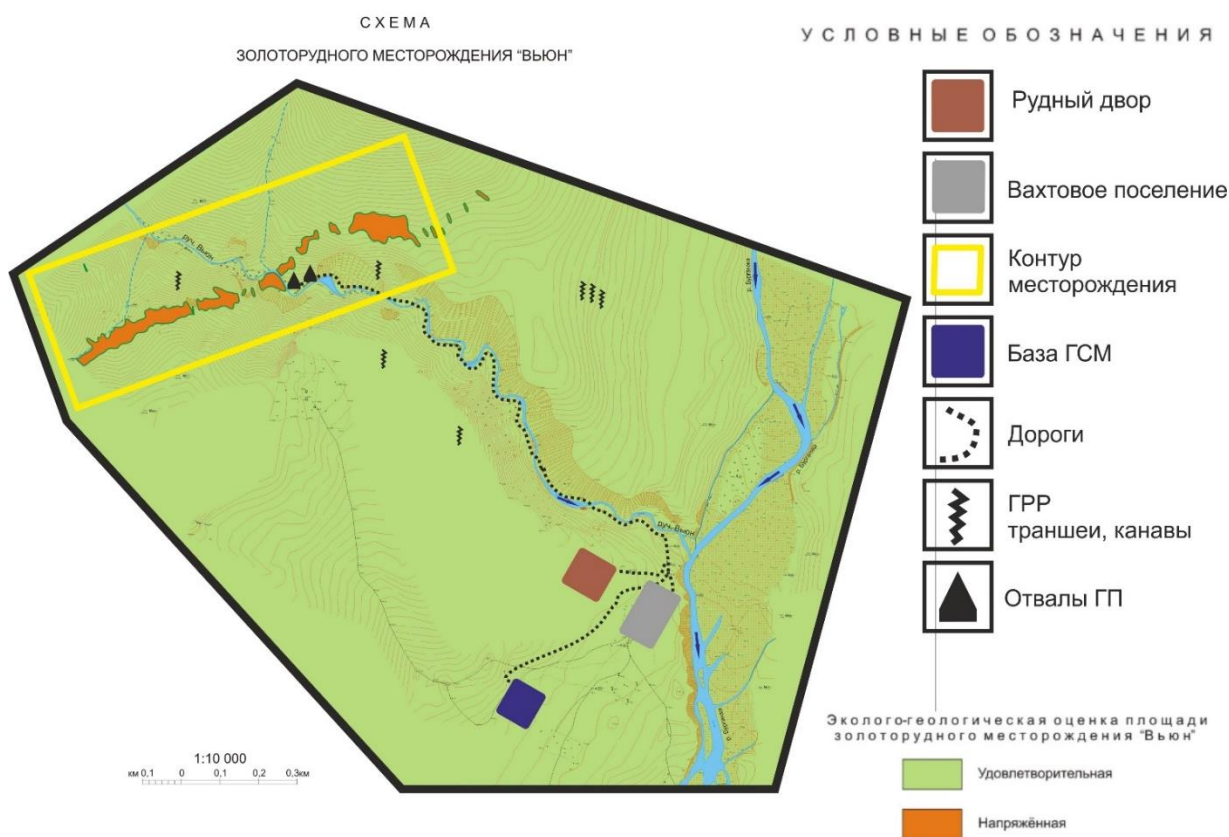 СХЕМА
ЗОЛОТОРУДНОГО МЕСТОРОЖДЕНИЯ "ВЬЮН"
руч. Вьюн
руч. Вьюн
1:10 000
км 0,1 0 0,1 0,2 0,3км
УСЛОВНЫЕ ОБОЗНАЧЕНИЯ
Рудный двор
Вахтовое поселение
Контур
месторождения
База ГСМ
Дороги
ГРР
траншеи, канавы
Отвалы ГП
Эколого-геологическая оценка площади
золоторудного месторождения "Вьюн"
Удовлетворительная
Напряжённая